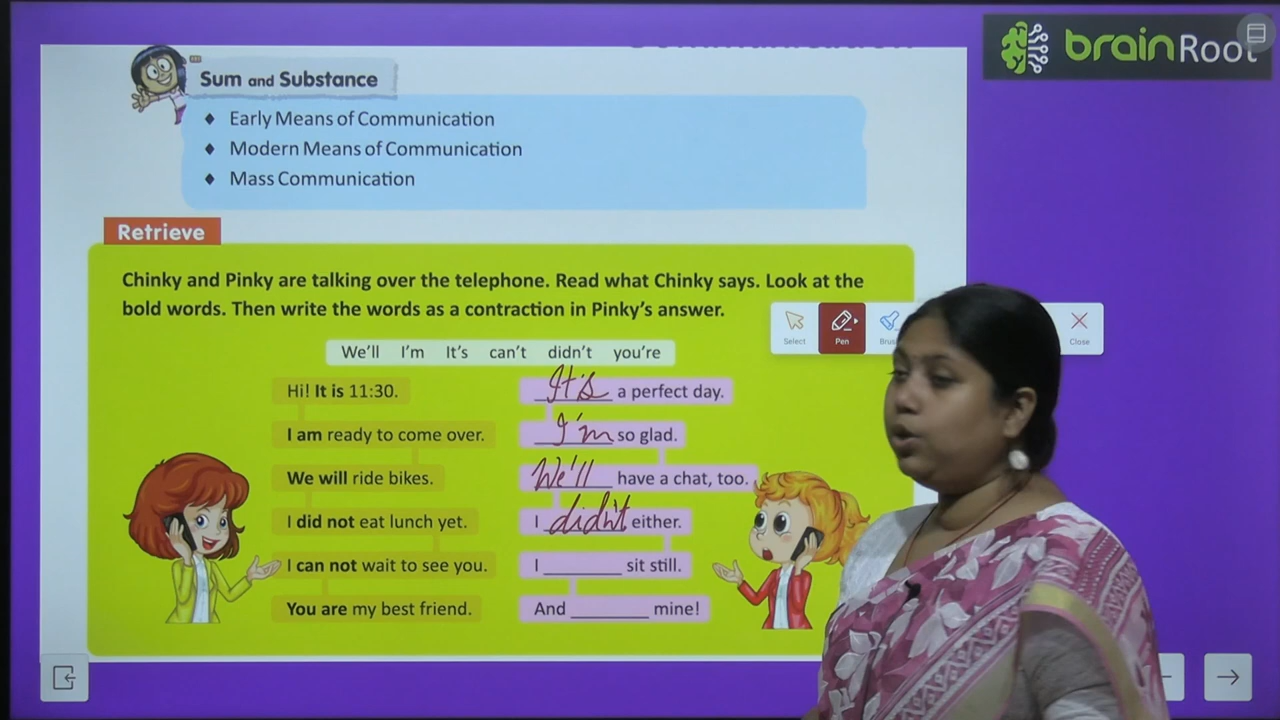 brainRoot
Sum and Substance
♦ Early Means of Communication
♦ Modern Means of Communication
♦ Mass Communication
Retrieve
Chinky and Pinky are talking over the telephone. Read what Chinky says. Look at the
bold words. Then write the words as a contraction in Pinky's answer.
Select Pen Close
We'll I'm It's can't didn't you're
Hi! It is 11:30. It's a perfect day.
I am ready to come over. I'm so glad.
We will ride bikes. We'll have a chat, too.
I did not eat lunch yet. I didn't either.
I can not wait to see you. I ________ sit still.
You are my best friend. And ________ mine!